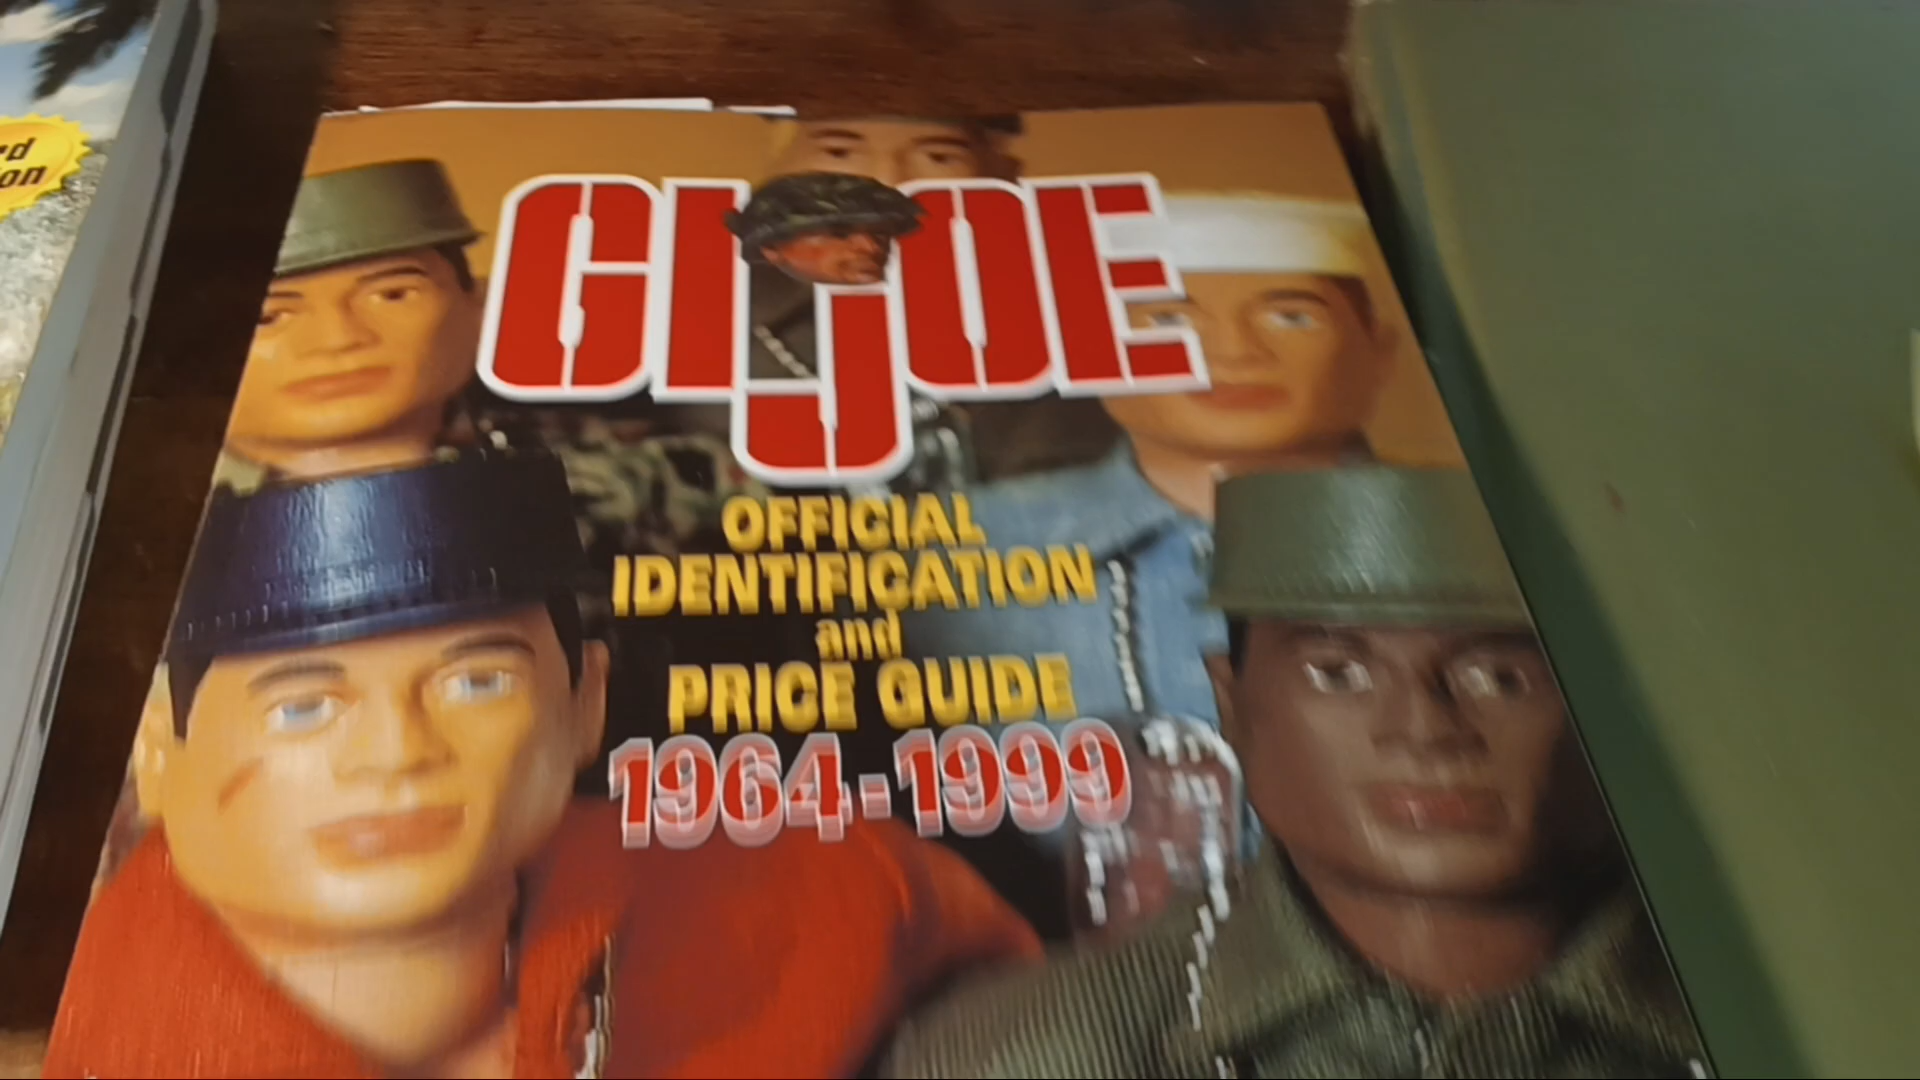 GI JOE
OFFICIAL
IDENTIFICATION
and
PRICE GUIDE
1964-1999